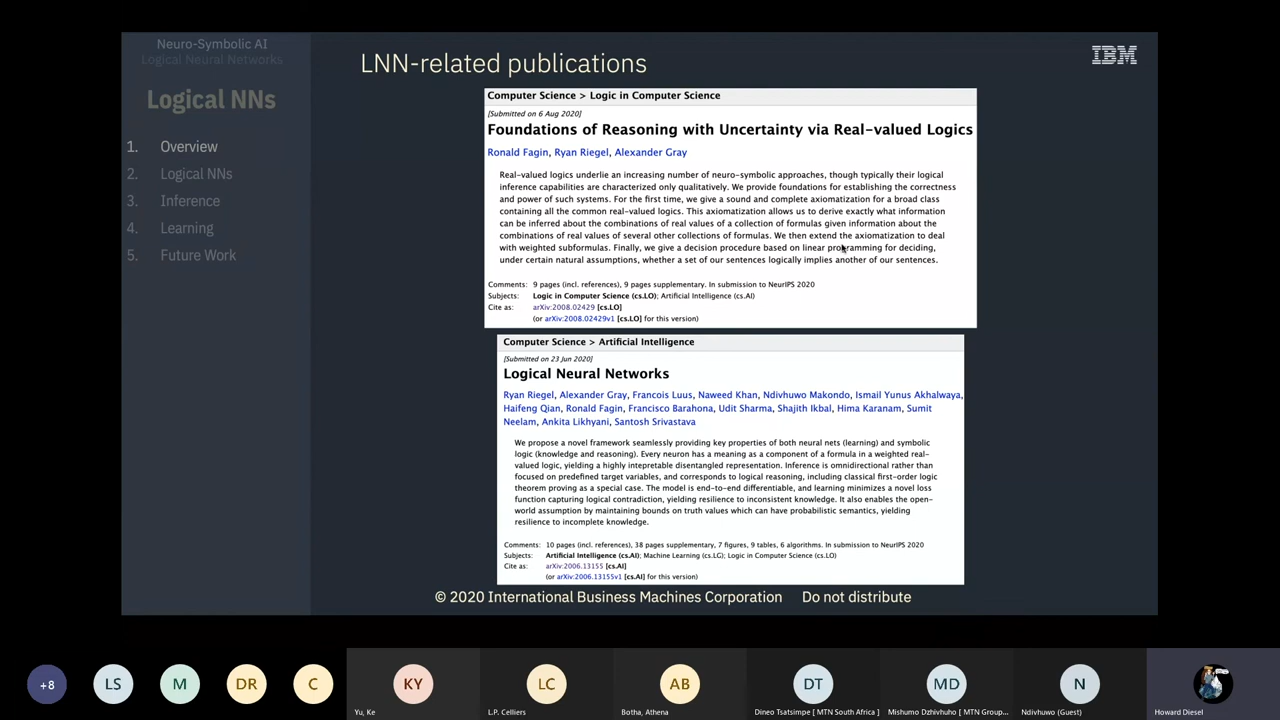 Neuro-Symbolic AI
Logical Neural Networks
Logical NNs
1. Overview
2. Logical NNs
3. Inference
4. Learning
5. Future Work
LNN-related publications
IBM
Computer Science > Logic in Computer Science
[Submitted on 6 Aug 2020]
Foundations of Reasoning with Uncertainty via Real-valued Logics
Ronald Fagin, Ryan Riegel, Alexander Gray
Real-valued logics underlie an increasing number of neuro-symbolic approaches, though typically their logical
inference capabilities are characterized only qualitatively. We provide foundations for establishing the correctness
and power of such systems. For the first time, we give a sound and complete axiomatization for a broad class
containing all the common real-valued logics. This axiomatization allows us to derive exactly what information
can be inferred about the combinations of real values of a collection of formulas given information about the
combinations of real values of several other collections of formulas. We then extend the axiomatization to deal
with weighted subformulas. Finally, we give a decision procedure based on linear programming for deciding,
under certain natural assumptions, whether a set of our sentences logically implies another of our sentences.
Comments: 9 pages (incl. references), 9 pages supplementary. In submission to NeurIPS 2020
Subjects: Logic in Computer Science (cs.LO); Artificial Intelligence (cs.AI)
Cite as: arXiv:2008.02429 [cs.LO]
(or arXiv:2008.02429v1 [cs.LO] for this version)
Computer Science > Artificial Intelligence
[Submitted on 23 Jun 2020]
Logical Neural Networks
Ryan Riegel, Alexander Gray, Francois Luus, Naweed Khan, Ndivhuwo Makondo, Ismail Yunus Akhalwaya,
Haifeng Qian, Ronald Fagin, Francisco Barahona, Udit Sharma, Shajith Ikbal, Hima Karanam, Sumit
Neelam, Ankita Likhyani, Santosh Srivastava
We propose a novel framework seamlessly providing key properties of both neural nets (learning) and symbolic
logic (knowledge and reasoning). Every neuron has a meaning as a component of a formula in a weighted real-
valued logic, yielding a highly intepretable disentangled representation. Inference is omnidirectional rather than
focused on predefined target variables, and corresponds to logical reasoning, including classical first-order logic
theorem proving as a special case. The model is end-to-end differentiable, and learning minimizes a novel loss
function capturing logical contradiction, yielding resilience to inconsistent knowledge. It also enables the open-
world assumption by maintaining bounds on truth values which can have probabilistic semantics, yielding
resilience to incomplete knowledge.
Comments: 10 pages (incl. references), 38 pages supplementary, 7 figures, 9 tables, 6 algorithms. In submission to NeurIPS 2020
Subjects: Artificial Intelligence (cs.AI); Machine Learning (cs.LG); Logic in Computer Science (cs.LO)
Cite as: arXiv:2006.13155 [cs.AI]
(or arXiv:2006.13155v1 [cs.AI] for this version)
© 2020 International Business Machines Corporation Do not distribute
+8 LS M DR C KY LC AB DT MD N
Yu, Ke L.P. Celliers Botha, Athena Dineo Tsatsimpe [ MTN South Africa ] Mishumo Dzhivhuho [ MTN Group... Ndivhuwo (Guest) Howard Diesel